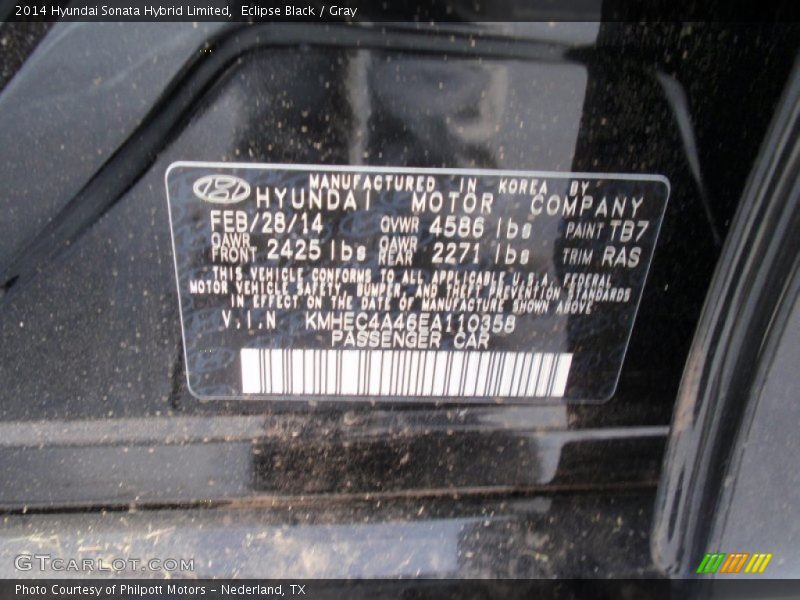 2014 Hyundai Sonata Hybrid Limited, Eclipse Black / Gray
MANUFACTURED IN KOREA BY
HYUNDAI MOTOR COMPANY
FEB/28/14 GVWR 4586 lbs PAINT TB7
GAWR FRONT 2425 lbs GAWR REAR 2271 lbs TRIM RAS
THIS VEHICLE CONFORMS TO ALL APPLICABLE U.S.A. FEDERAL
MOTOR VEHICLE SAFETY, BUMPER, AND THEFT PREVENTION STANDARDS
IN EFFECT ON THE DATE OF MANUFACTURE SHOWN ABOVE
V.I.N KMHEC4A46EA110358
PASSENGER CAR
GTCarLot.com
Photo Courtesy of Philpott Motors - Nederland, TX